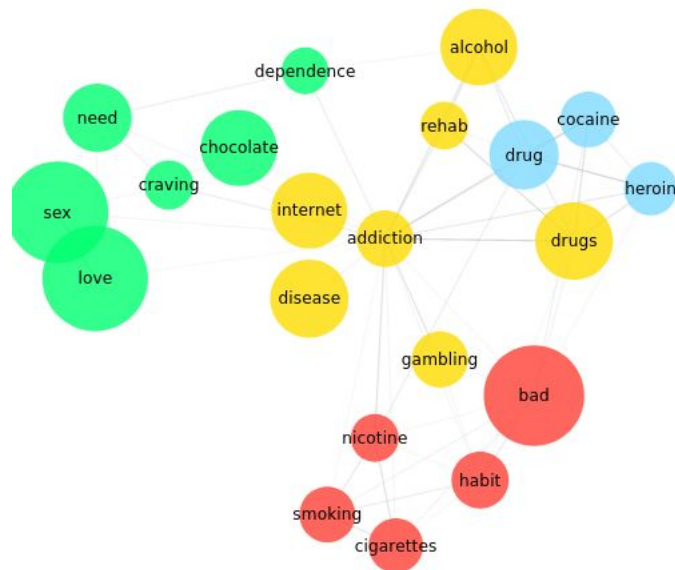 alcohol
dependence
need
rehab
cocaine
chocolate
drug
craving
heroin
sex
internet
addiction
drugs
love
disease
gambling
bad
nicotine
habit
smoking
cigarettes